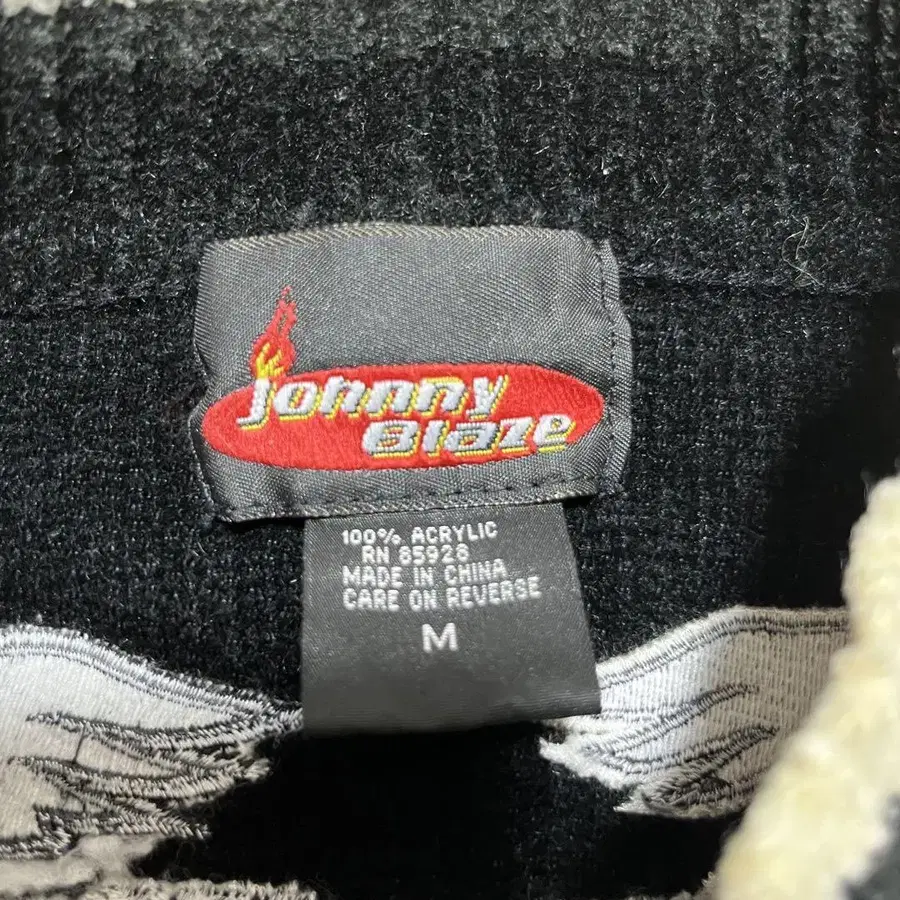 Johnny
Blaze
100% ACRYLIC
RN 85928
MADE IN CHINA
CARE ON REVERSE
M